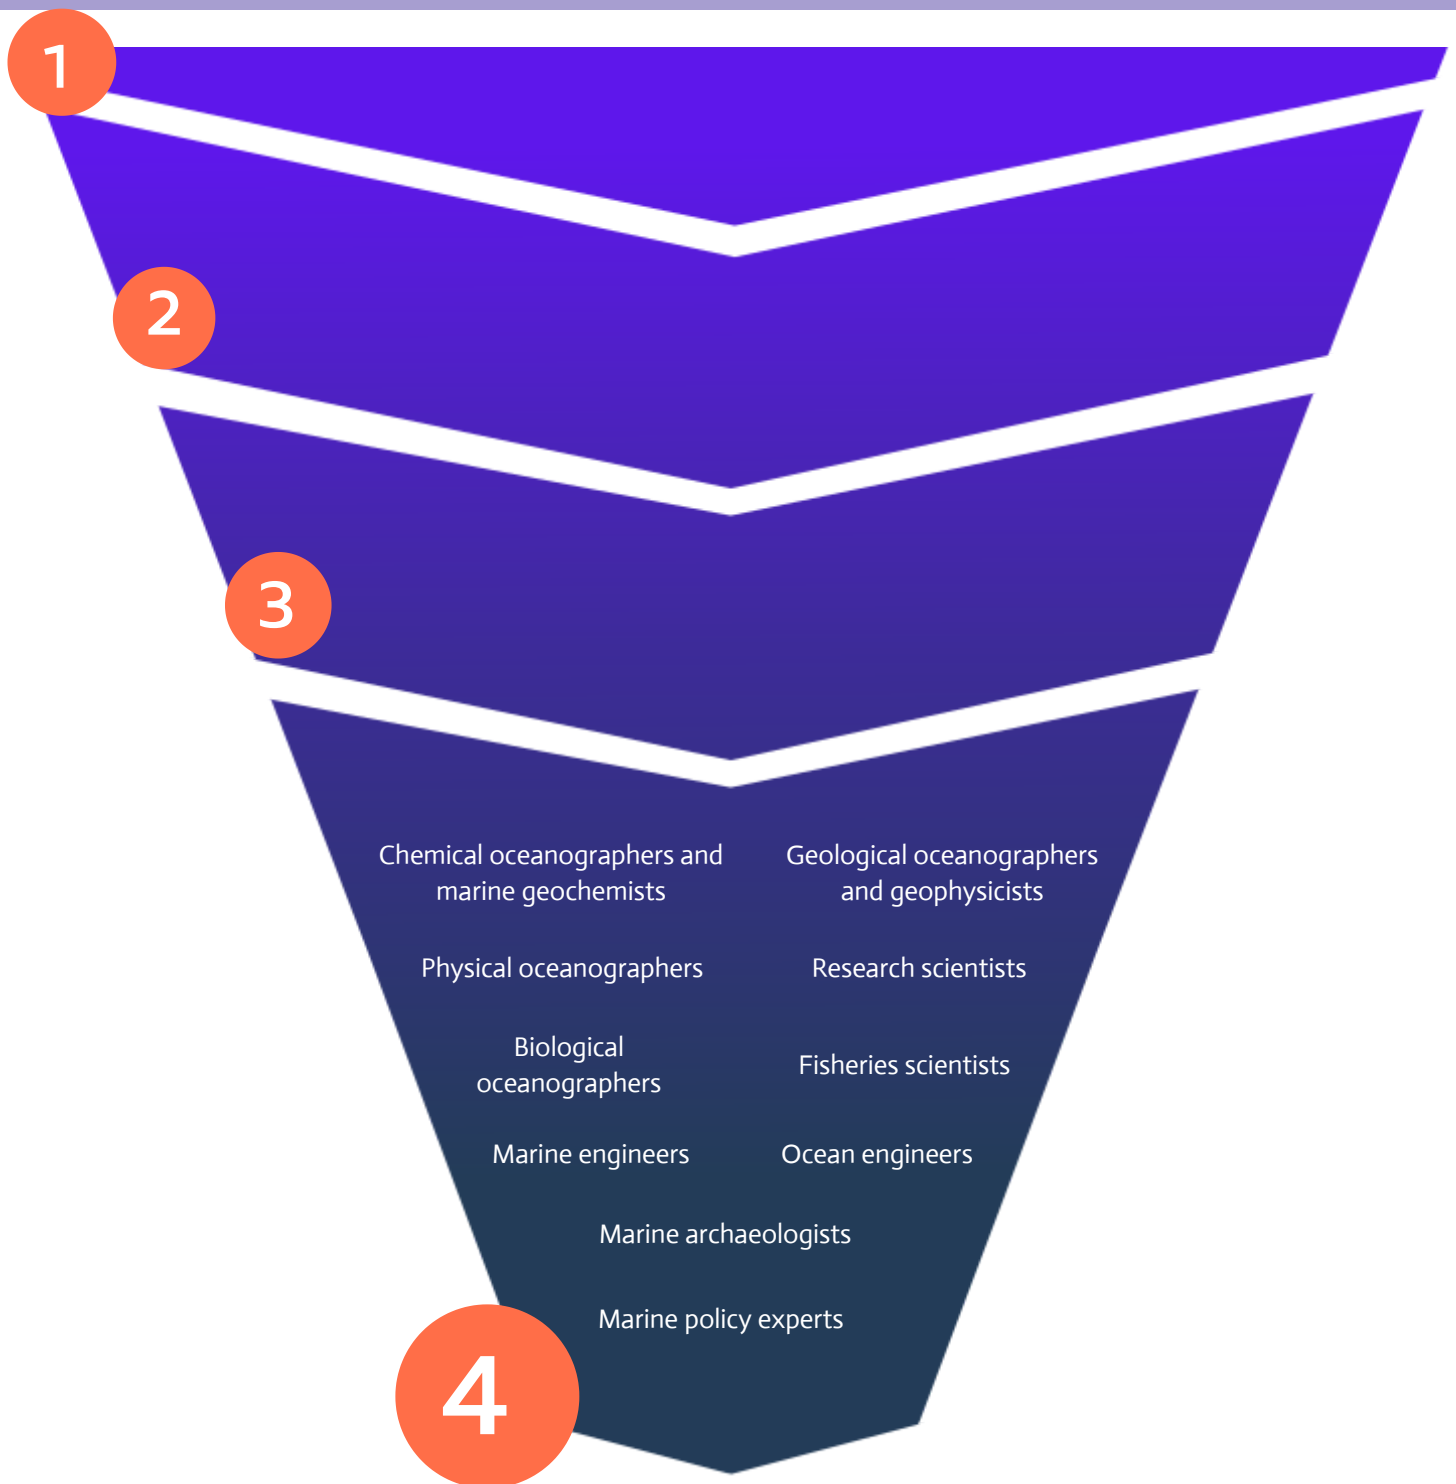 1
2
3
Chemical oceanographers and
marine geochemists
Geological oceanographers
and geophysicists
Physical oceanographers
Research scientists
Biological
oceanographers
Fisheries scientists
Marine engineers
Ocean engineers
Marine archaeologists
Marine policy experts
4